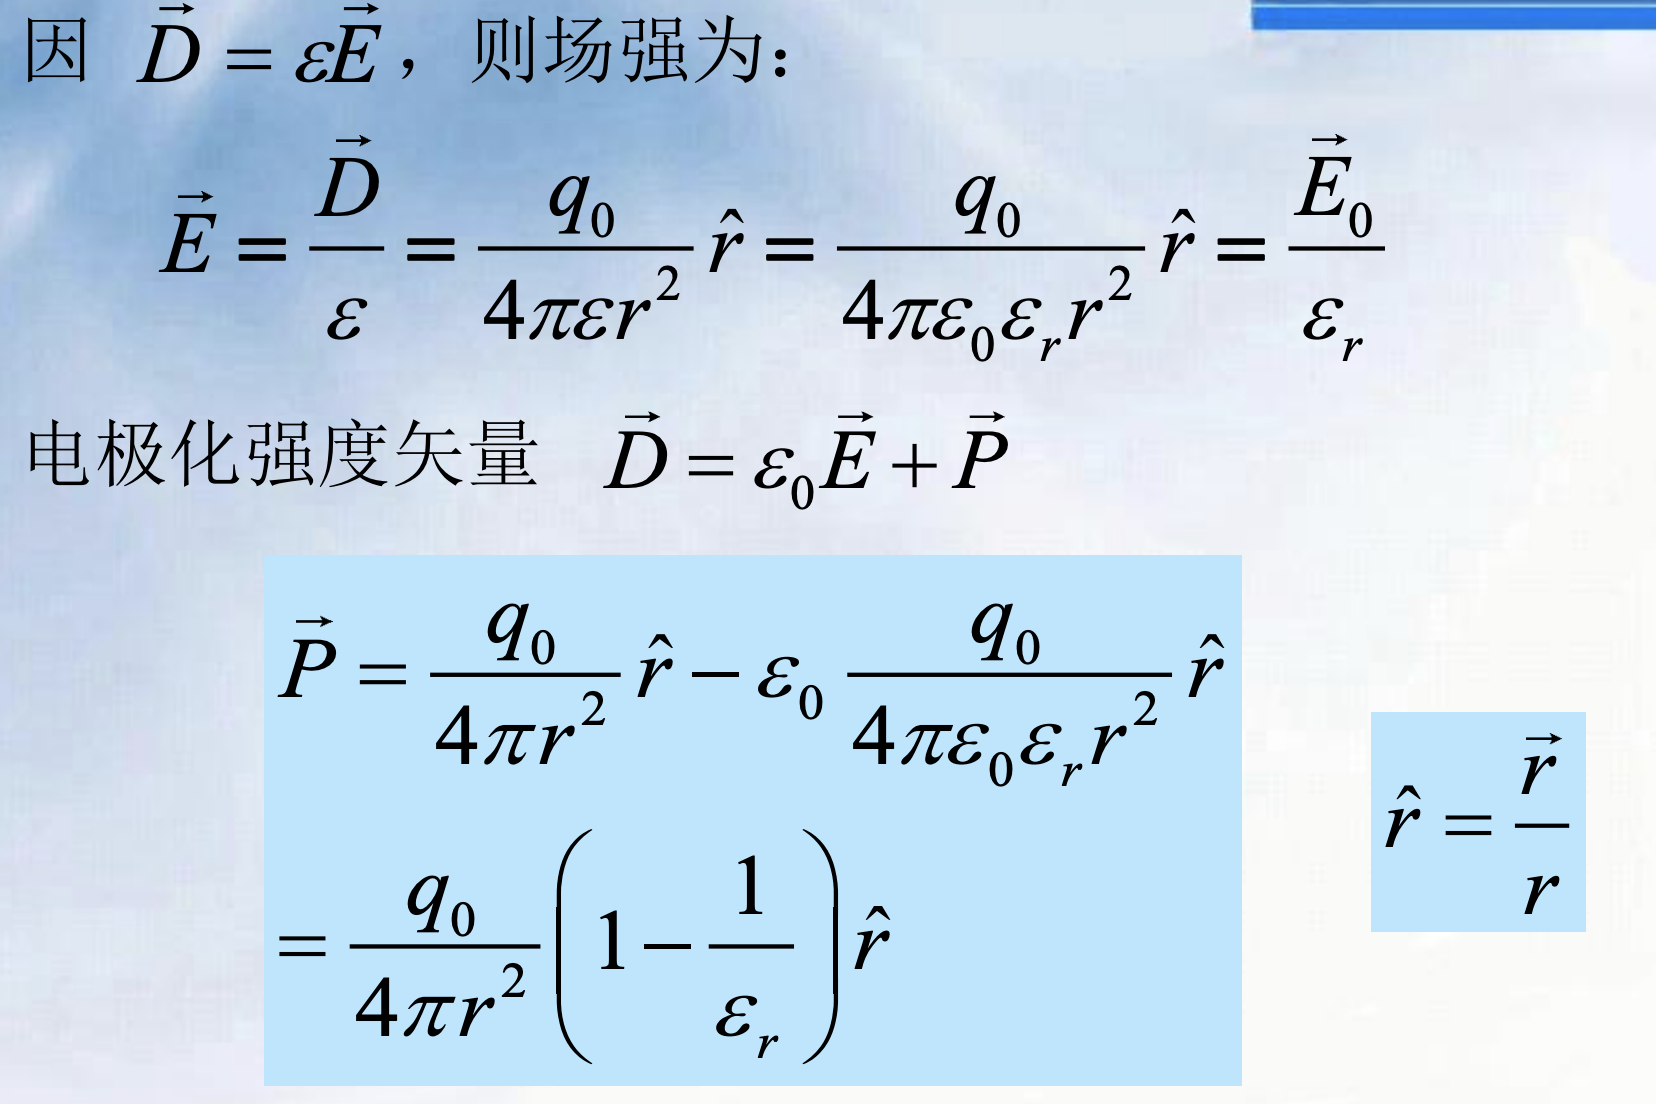 因 $\vec{D} = \varepsilon\vec{E}$，则场强为：
$\vec{E} = \frac{\vec{D}}{\varepsilon} = \frac{q_0}{4\pi\varepsilon r^2}\hat{r} = \frac{q_0}{4\pi\varepsilon_0\varepsilon_r r^2}\hat{r} = \frac{\vec{E}_0}{\varepsilon_r}$
电极化强度矢量 $\vec{D} = \varepsilon_0\vec{E} + \vec{P}$
$\vec{P} = \frac{q_0}{4\pi r^2}\hat{r} - \varepsilon_0\frac{q_0}{4\pi\varepsilon_0\varepsilon_r r^2}\hat{r}$
$= \frac{q_0}{4\pi r^2}\left(1 - \frac{1}{\varepsilon_r}\right)\hat{r}$
$\hat{r} = \frac{\vec{r}}{r}$